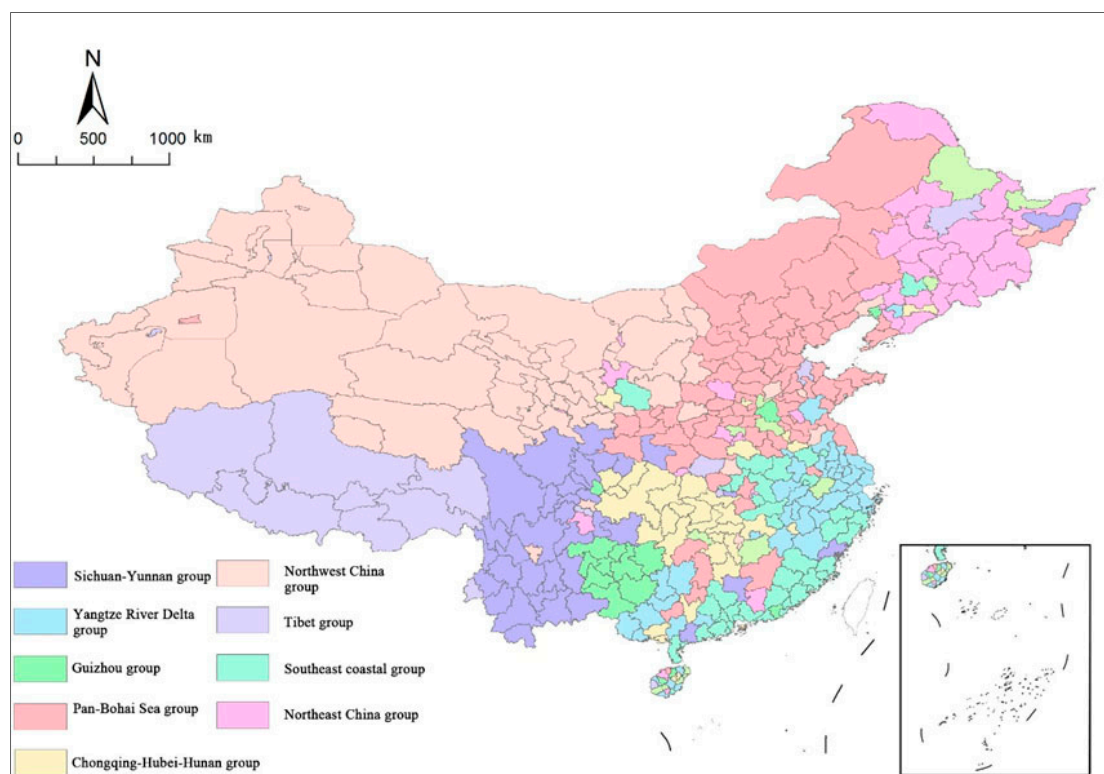 N
0 500 1000 km
Sichuan-Yunnan group
Northwest China
group
Yangtze River Delta
group
Tibet group
Guizhou group
Southeast coastal group
Pan-Bohai Sea group
Northeast China group
Chongqing-Hubei-Hunan group